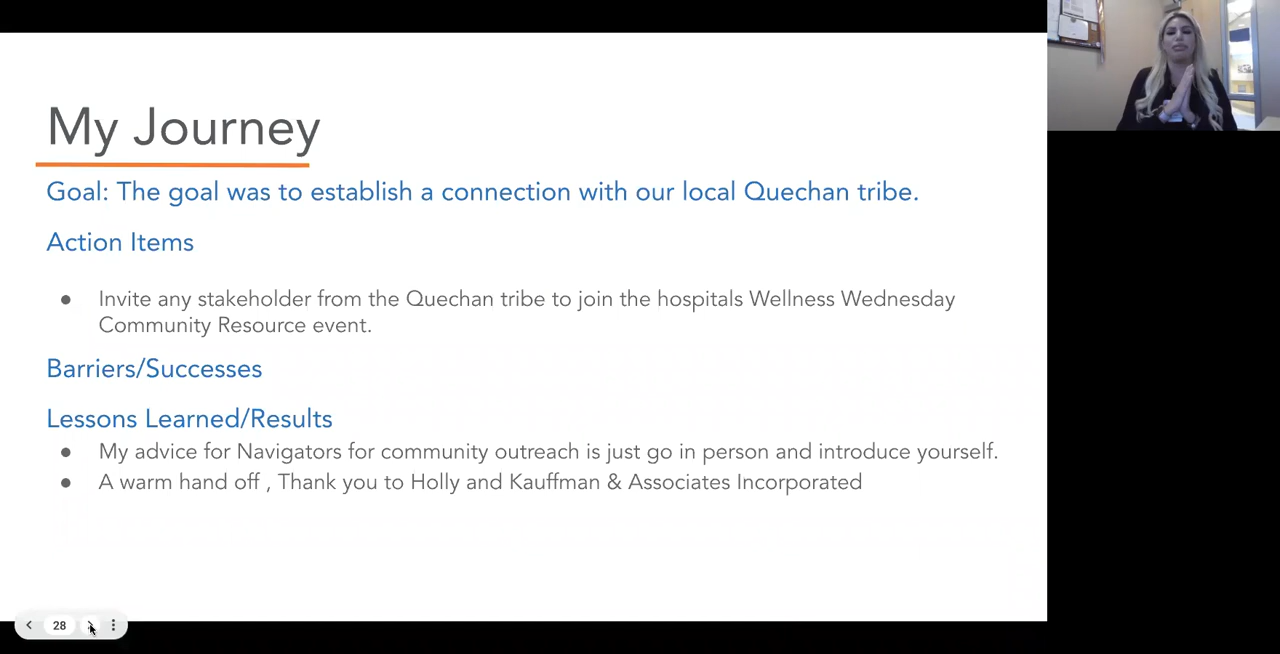 My Journey
Goal: The goal was to establish a connection with our local Quechan tribe.
Action Items
● Invite any stakeholder from the Quechan tribe to join the hospitals Wellness Wednesday
Community Resource event.
Barriers/Successes
Lessons Learned/Results
● My advice for Navigators for community outreach is just go in person and introduce yourself.
● A warm hand off , Thank you to Holly and Kauffman & Associates Incorporated
28